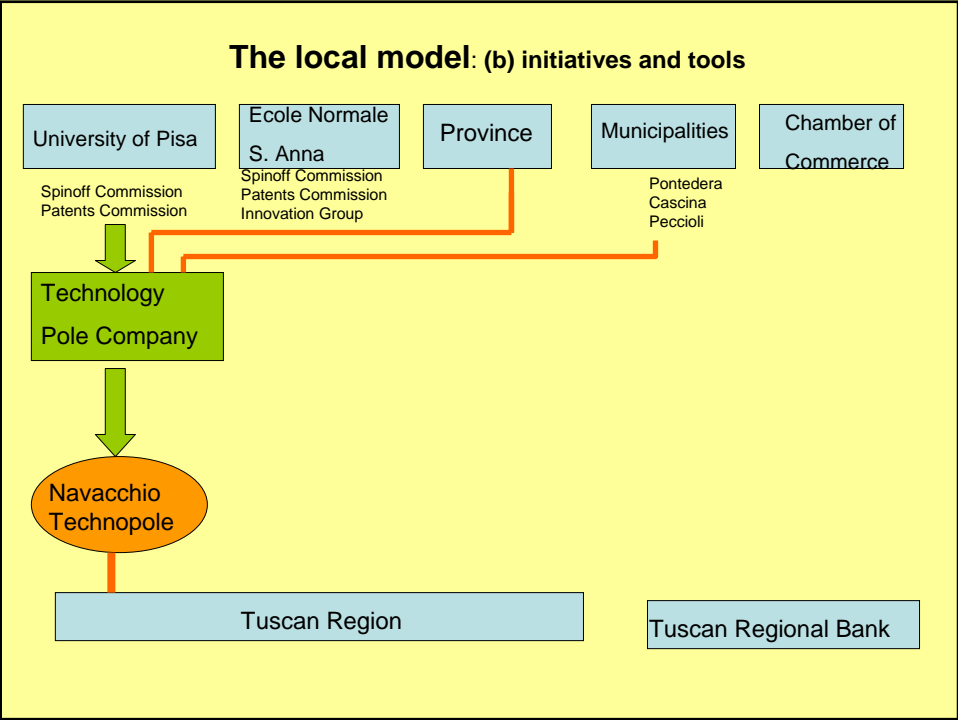 The local model: (b) initiatives and tools
University of Pisa
Ecole Normale
S. Anna
Province
Municipalities
Chamber of
Commerce
Spinoff Commission
Patents Commission
Spinoff Commission
Patents Commission
Innovation Group
Pontedera
Cascina
Peccioli
Technology
Pole Company
Navacchio
Technopole
Tuscan Region
Tuscan Regional Bank